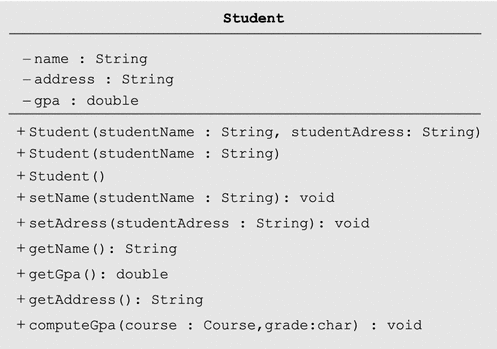 Student
– name : String
– address : String
– gpa : double
+ Student(studentName : String, studentAdress: String)
+ Student(studentName : String)
+ Student()
+ setName(studentName : String): void
+ setAdress(studentAdress : String): void
+ getName(): String
+ getGpa(): double
+ getAddress(): String
+ computeGpa(course : Course,grade:char) : void